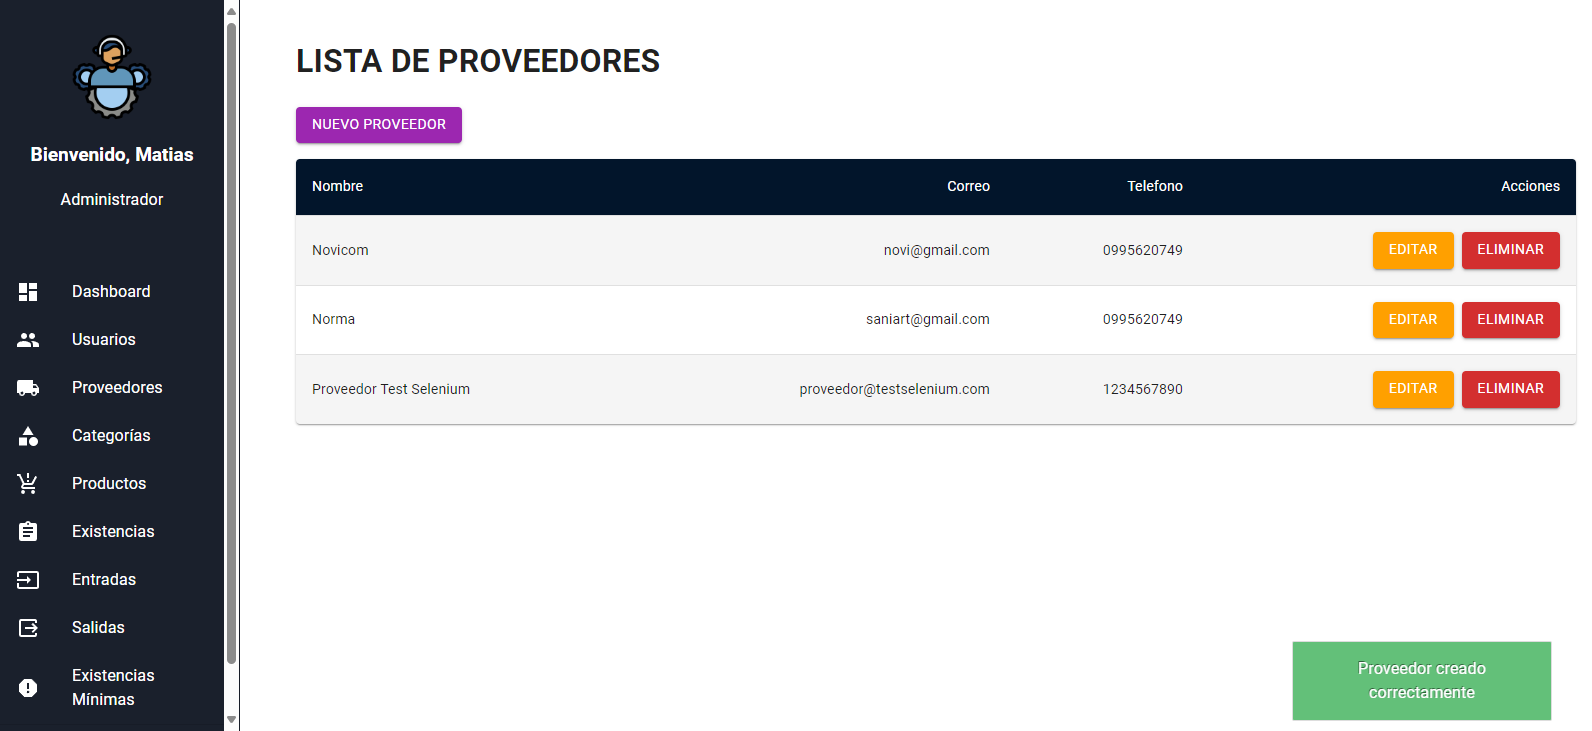 Bienvenido, Matias
Administrador
Dashboard
Usuarios
Proveedores
Categorías
Productos
Existencias
Entradas
Salidas
Existencias
Mínimas
LISTA DE PROVEEDORES
NUEVO PROVEEDOR
Nombre Correo Telefono Acciones
Novicom novi@gmail.com 0995620749 EDITAR ELIMINAR
Norma saniart@gmail.com 0995620749 EDITAR ELIMINAR
Proveedor Test Selenium proveedor@testselenium.com 1234567890 EDITAR ELIMINAR
Proveedor creado
correctamente